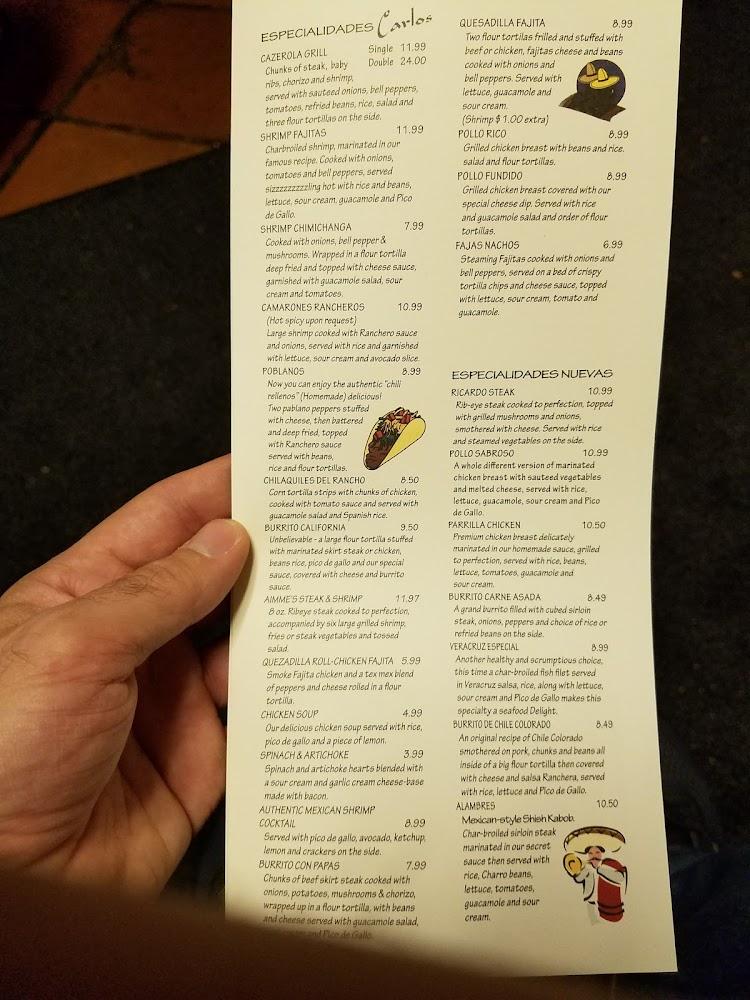 ESPECIALIDADES Carlos
CAZEROLA GRILL Single 11.99
Chunks of steak, baby Double 24.00
ribs, chorizo and shrimp,
served with sauteed onions, bell peppers,
tomatoes, refried beans, rice, salad and
three flour tortillas on the side.
SHRIMP FAJITAS 11.99
Charbroiled shrimp, marinated in our
famous recipe. Cooked with onions,
tomatoes and bell peppers, served
sizzzzzzzzzling hot with rice and beans,
lettuce, sour cream, guacamole and Pico
de Gallo.
SHRIMP CHIMICHANGA 7.99
Cooked with onions, bell pepper &
mushrooms. Wrapped in a flour tortilla
deep fried and topped with cheese sauce,
garnished with guacamole salad, sour
cream and tomatoes.
CAMARONES RANCHEROS 10.99
(Hot spicy upon request)
Large shrimp cooked with Ranchero sauce
and onions, served with rice and garnished
with lettuce, sour cream and avocado slice.
POBLANOS 8.99
Now you can enjoy the authentic "chili
rellenos" (Homemade) delicious!
Two pablano peppers stuffed
with cheese, then battered
and deep fried, topped
with Ranchero sauce
served with beans,
rice and flour tortillas.
CHILAQUILES DEL RANCHO 8.50
Corn tortilla strips with chunks of chicken,
cooked with tomato sauce and served with
guacamole salad and Spanish rice.
BURRITO CALIFORNIA 9.50
Unbelievable - a large flour tortilla stuffed
with marinated skirt steak or chicken,
beans rice, pico de gallo and our special
sauce, covered with cheese and burrito
sauce.
AIMME'S STEAK & SHRIMP 11.97
8 oz. Ribeye steak cooked to perfection,
accompanied by six large grilled shrimp,
fries or steak vegetables and tossed
salad.
QUEZADILLA ROLL-CHICKEN FAJITA 5.99
Smoke Fajita chicken and a tex mex blend
of peppers and cheese rolled in a flour
tortilla.
CHICKEN SOUP 4.99
Our delicious chicken soup served with rice,
pico de gallo and a piece of lemon.
SPINACH & ARTICHOKE 3.99
Spinach and artichoke hearts blended with
a sour cream and garlic cream cheese-base
made with bacon.
AUTHENTIC MEXICAN SHRIMP
COCKTAIL 8.99
Served with pico de gallo, avocado, ketchup,
lemon and crackers on the side.
BURRITO CON PAPAS 7.99
Chunks of beef skirt steak cooked with
onions, potatoes, mushrooms & chorizo,
wrapped up in a flour tortilla, with beans
and cheese served with guacamole salad,
and Pico de Gallo.
QUESADILLA FAJITA 8.99
Two flour tortilas frilled and stuffed with
beef or chicken, fajitas cheese and beans
cooked with onions and
bell peppers. Served with
lettuce, guacamole and
sour cream.
(Shrimp $ 1.00 extra)
POLLO RICO 8.99
Grilled chicken breast with beans and rice.
salad and flour tortillas.
POLLO FUNDIDO 8.99
Grilled chicken breast covered with our
special cheese dip. Served with rice
and guacamole salad and order of flour
tortillas.
FAJAS NACHOS 6.99
Steaming Fajitas cooked with onions and
bell peppers, served on a bed of crispy
tortilla chips and cheese sauce, topped
with lettuce, sour cream, tomato and
guacamole.
ESPECIALIDADES NUEVAS
RICARDO STEAK 10.99
Rib-eye steak cooked to perfection, topped
with grilled mushrooms and onions,
smothered with cheese. Served with rice
and steamed vegetables on the side.
POLLO SABROSO 10.99
A whole different version of marinated
chicken breast with sauteed vegetables
and melted cheese, served with rice,
lettuce, guacamole, sour cream and Pico
de Gallo.
PARRILLA CHICKEN 10.50
Premium chicken breast delicately
marinated in our homemade sauce, grilled
to perfection, served with rice, beans,
lettuce, tomatoes, guacamole and
sour cream.
BURRITO CARNE ASADA 8.49
A grand burrito filled with cubed sirloin
steak, onions, peppers and choice of rice or
refried beans on the side.
VERACRUZ ESPECIAL 8.99
Another healthy and scrumptious choice,
this time a char-broiled fish filet served
in Veracruz salsa, rice, along with lettuce,
sour cream and Pico de Gallo makes this
specialty a seafood Delight.
BURRITO DE CHILE COLORADO 8.49
An original recipe of Chile Colorado
smothered on pork, chunks and beans all
inside of a big flour tortilla then covered
with cheese and salsa Ranchera, served
with rice, lettuce and Pico de Gallo.
ALAMBRES 10.50
Mexican-style Shish Kabob.
Char-broiled sirloin steak
marinated in our secret
sauce then served with
rice, Charro beans,
lettuce, tomatoes,
guacamole and sour
cream.